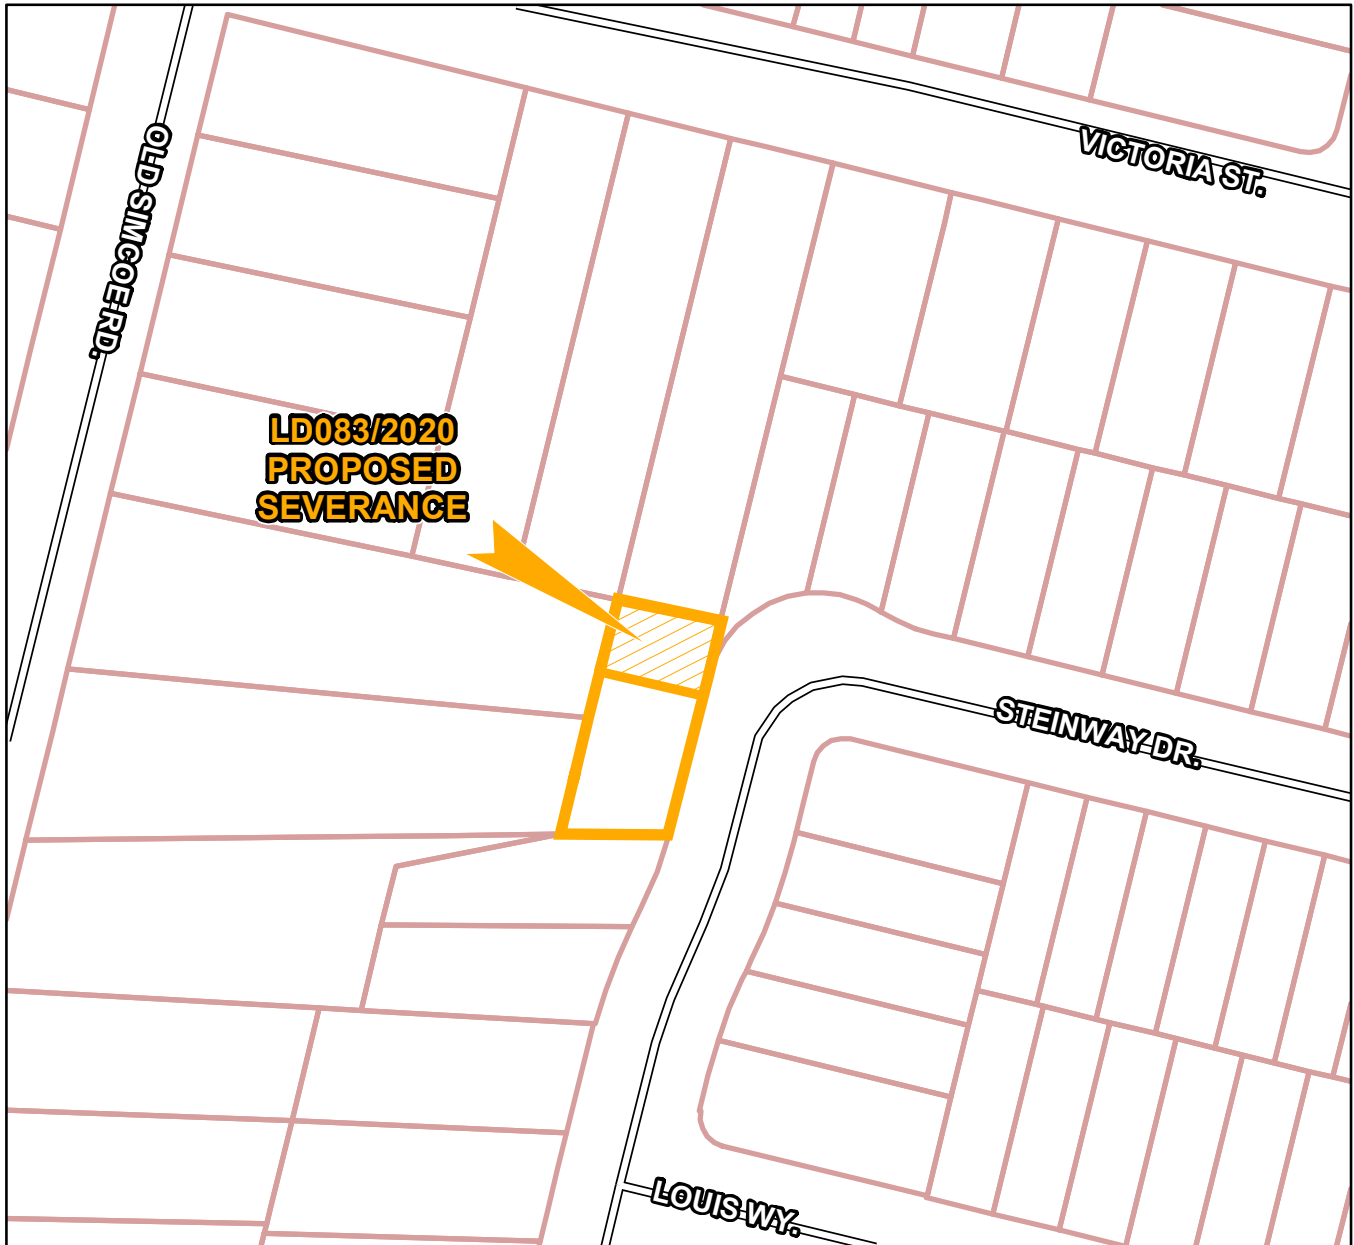 VICTORIA ST.
OLD SIMCOE RD.
LD083/2020
PROPOSED
SEVERANCE
STEINWAY DR.
LOUIS WY.